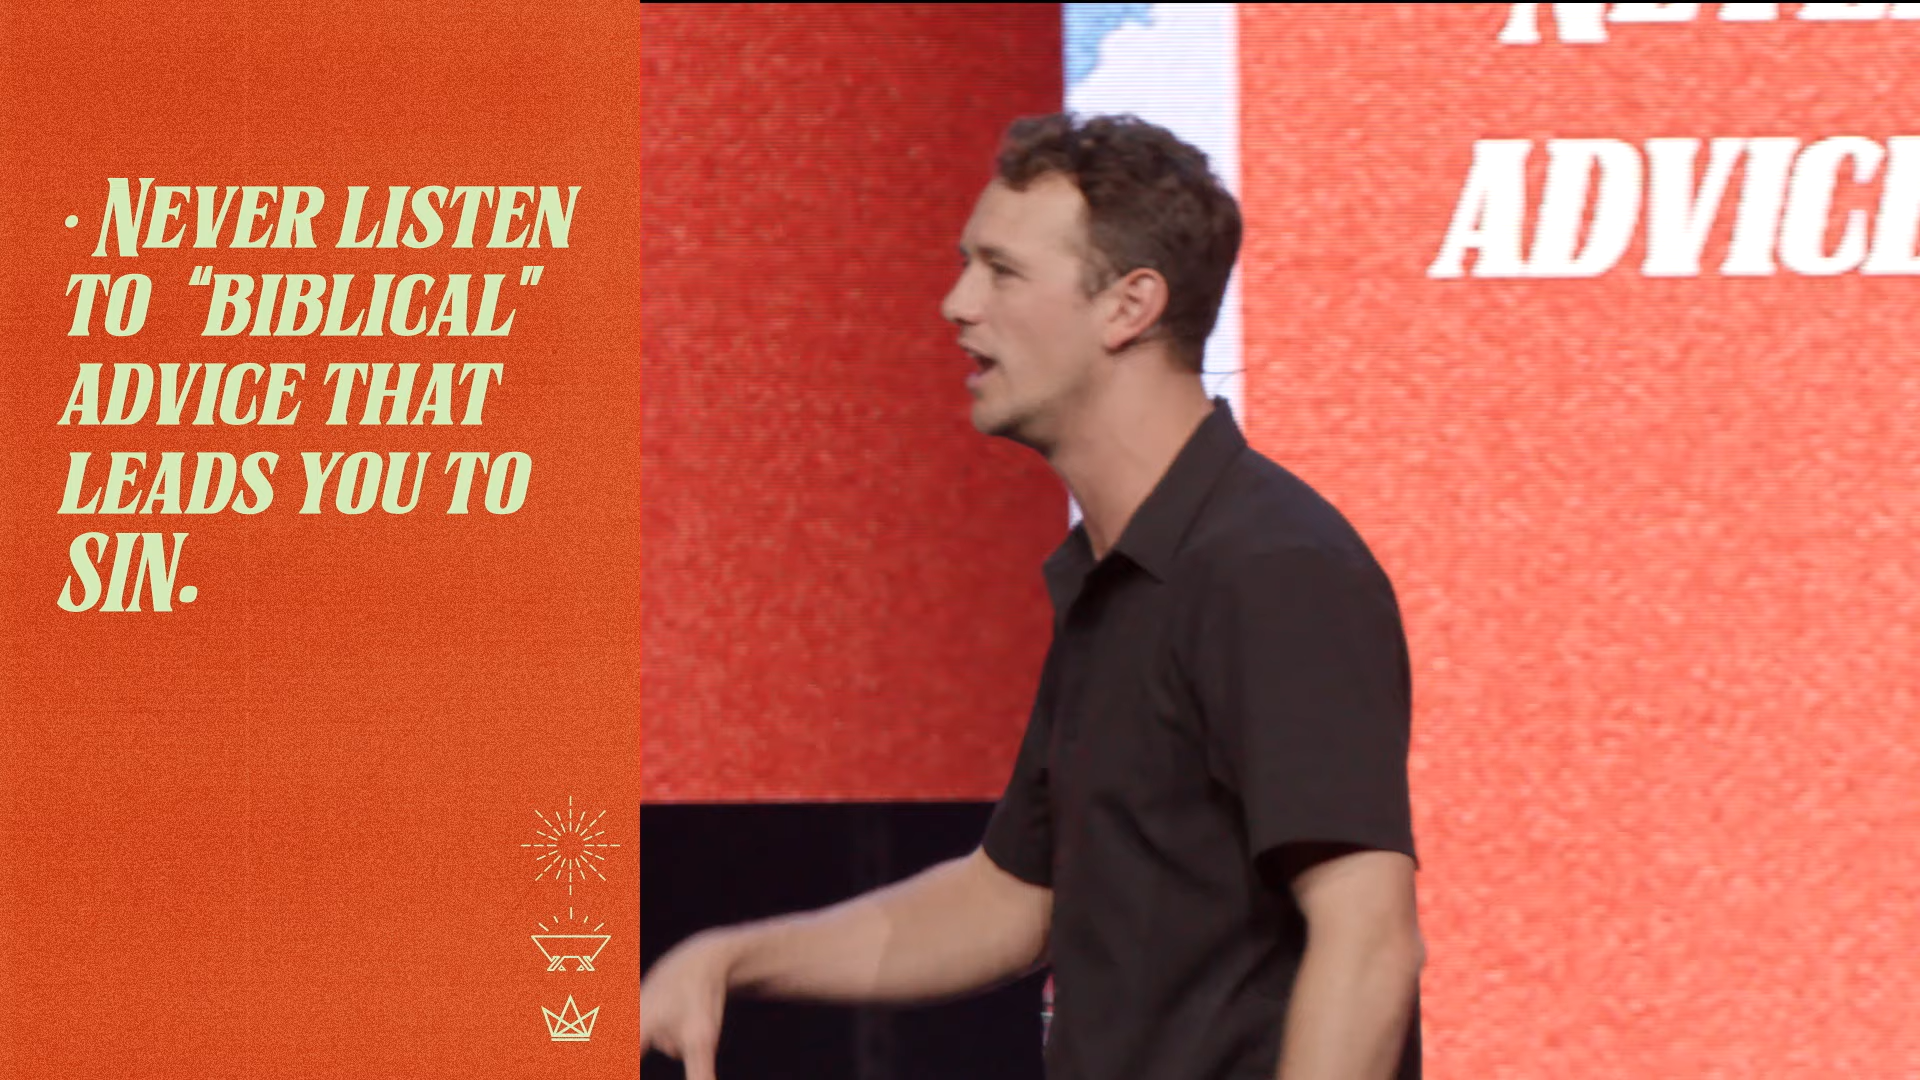 · NEVER LISTEN
TO "BIBLICAL"
ADVICE THAT
LEADS YOU TO
SIN.
ADVICE